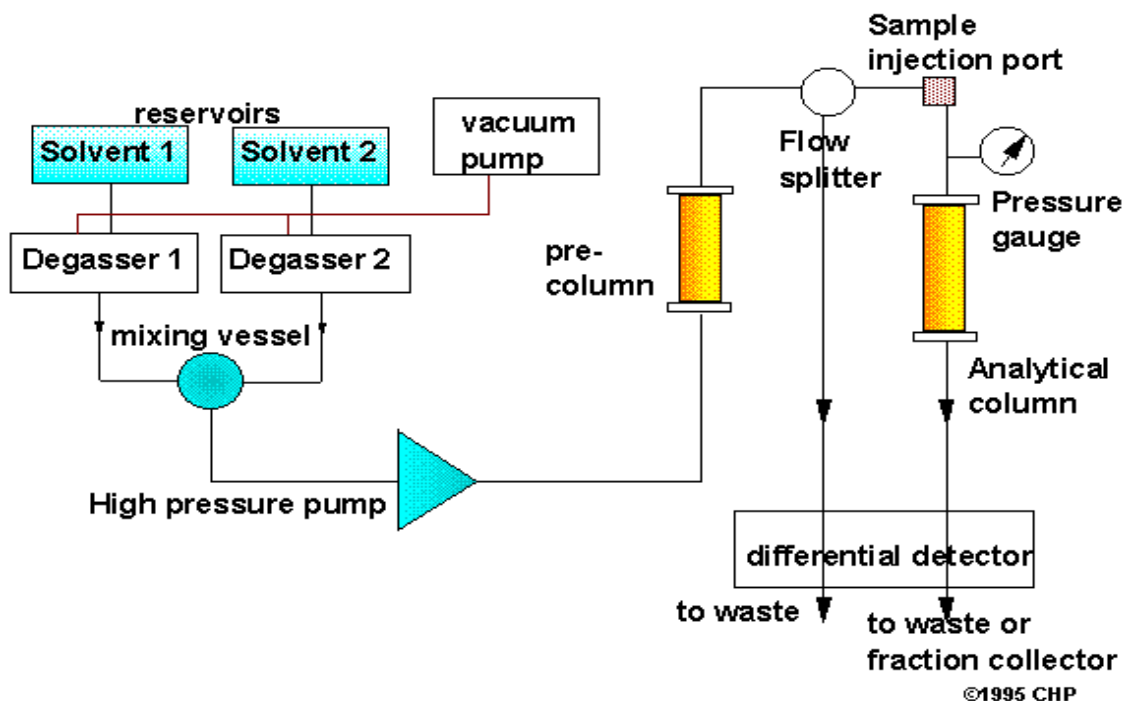 Sample
injection port
reservoirs
Solvent 1
Solvent 2
vacuum
pump
Flow
splitter
Pressure
gauge
Degasser 1
Degasser 2
pre-
column
mixing vessel
Analytical
column
High pressure pump
differential detector
to waste
to waste or
fraction collector
©1995 CHP